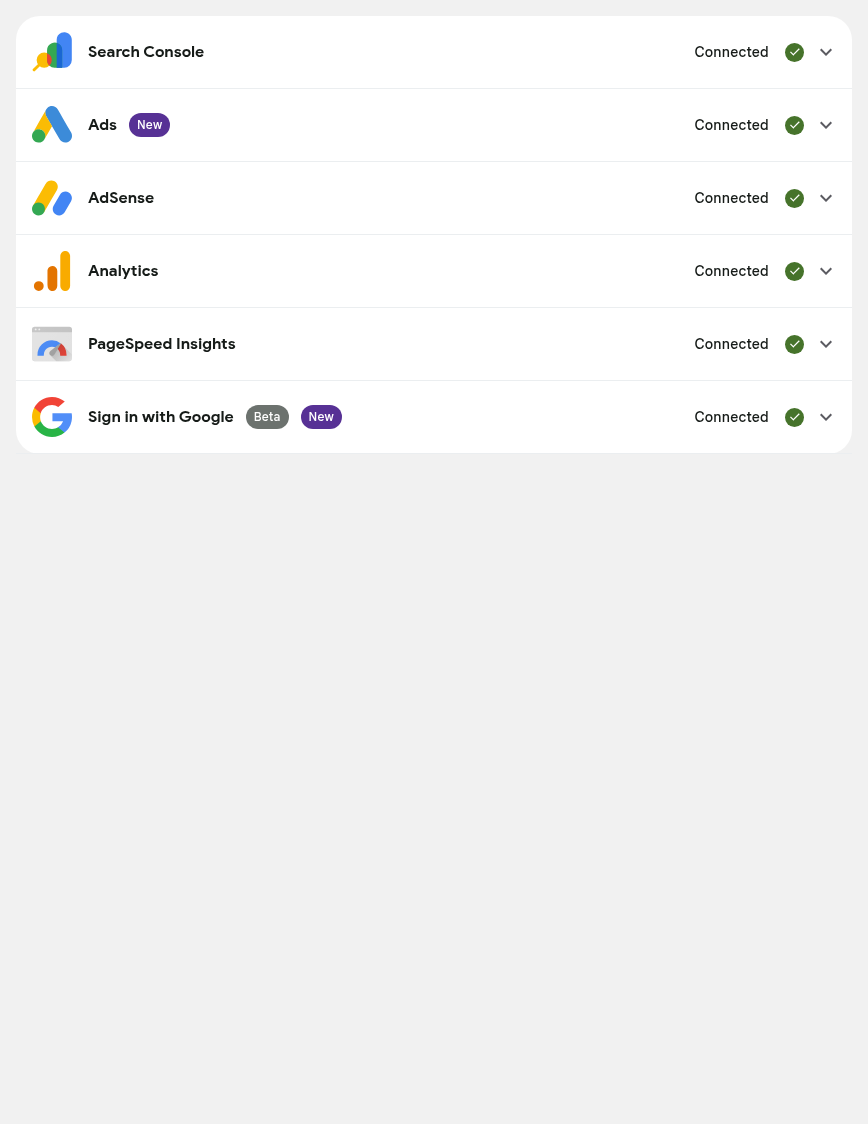 Search Console Connected
Ads New Connected
AdSense Connected
Analytics Connected
PageSpeed Insights Connected
Sign in with Google Beta New Connected